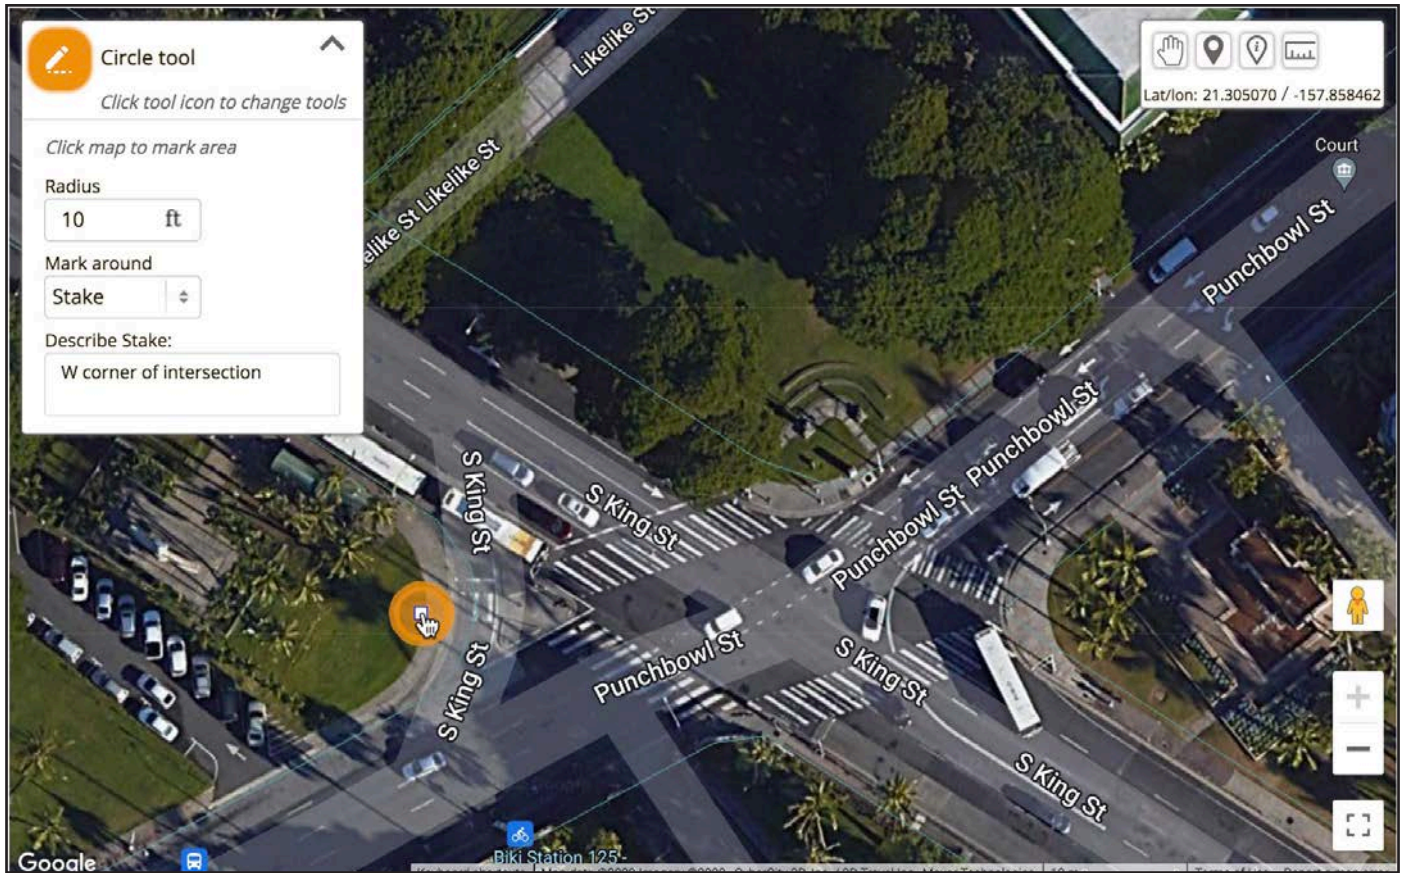 Circle tool
Click tool icon to change tools
Click map to mark area
Radius
10 ft
Mark around
Stake
Describe Stake:
W corner of intersection
Lat/lon: 21.305070 / -157.858462
Likelike St
Likelike St
elike St
Court
Punchbowl St
Punchbowl St
Punchbowl St
S King St
S King St
Punchbowl St
S King St
S King St
S King St
Biki Station 125 -
Google